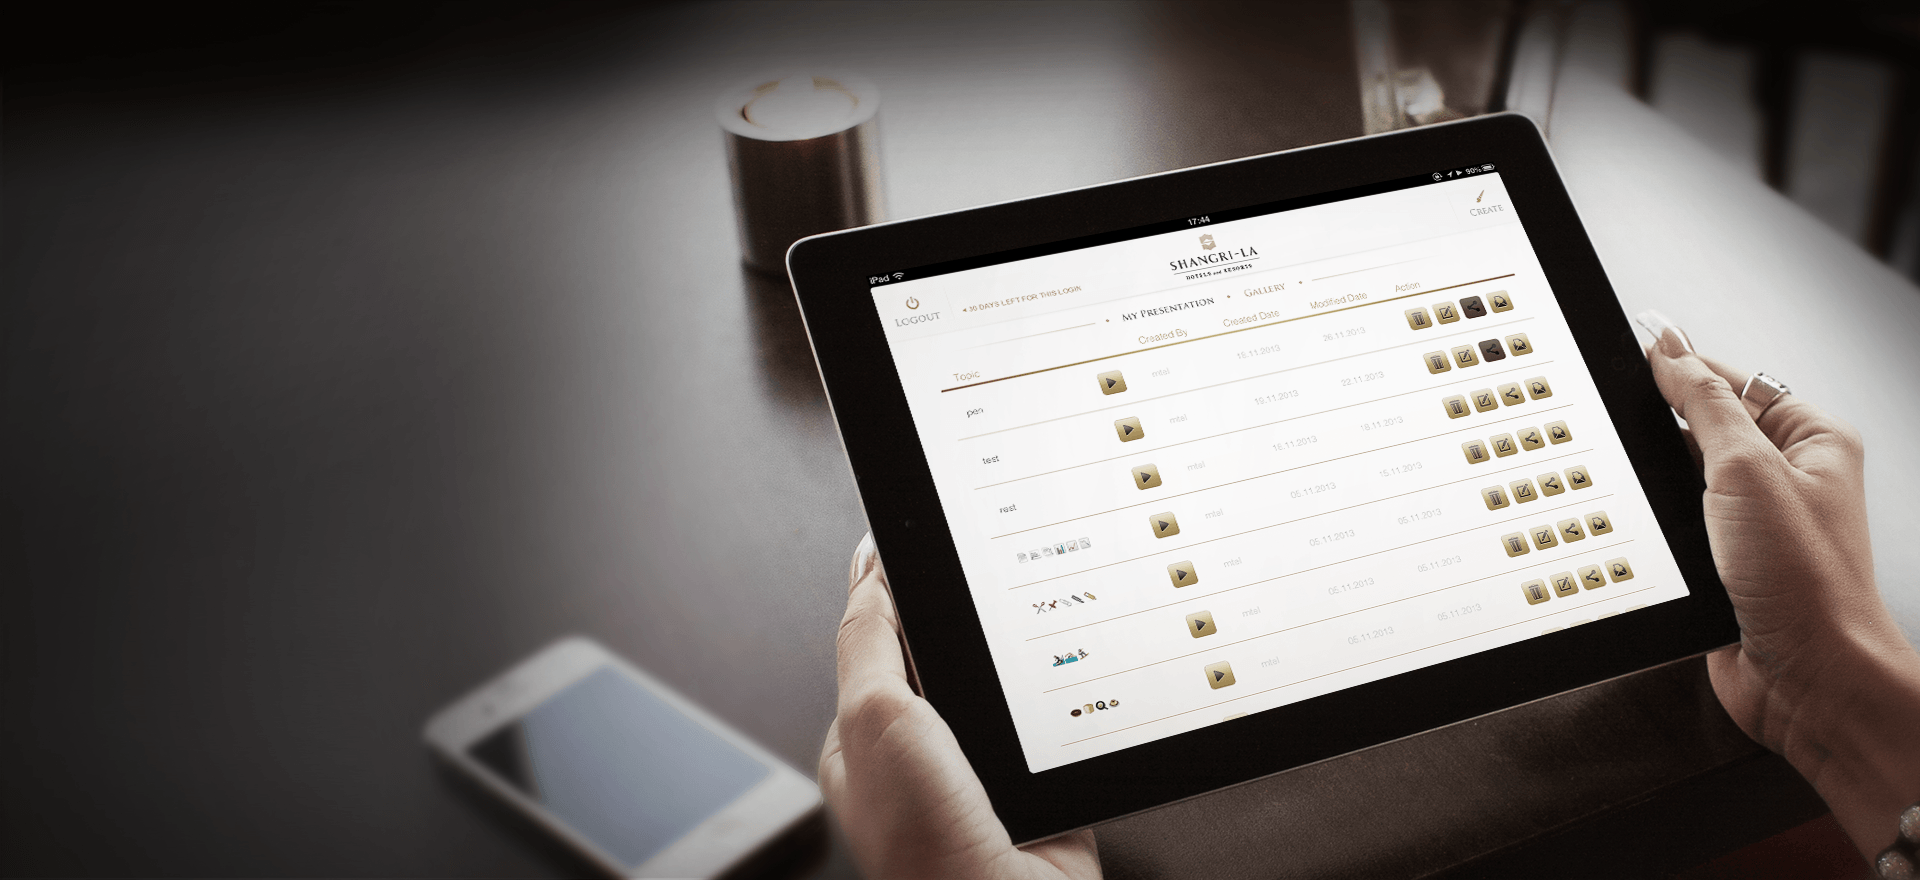 iPad 17:44 90%
LOGOUT
30 DAYS LEFT FOR THIS LOGIN
SHANGRI-LA
HOTELS and RESORTS
CREATE
MY PRESENTATION • GALLERY
Topic Created By Created Date Modified Date Action
pen mtel 18.11.2013 26.11.2013
test mtel 19.11.2013 22.11.2013
rest mtel 18.11.2013 18.11.2013
mtel 05.11.2013 15.11.2013
mtel 05.11.2013 05.11.2013
mtel 05.11.2013 05.11.2013
mtel 05.11.2013 05.11.2013